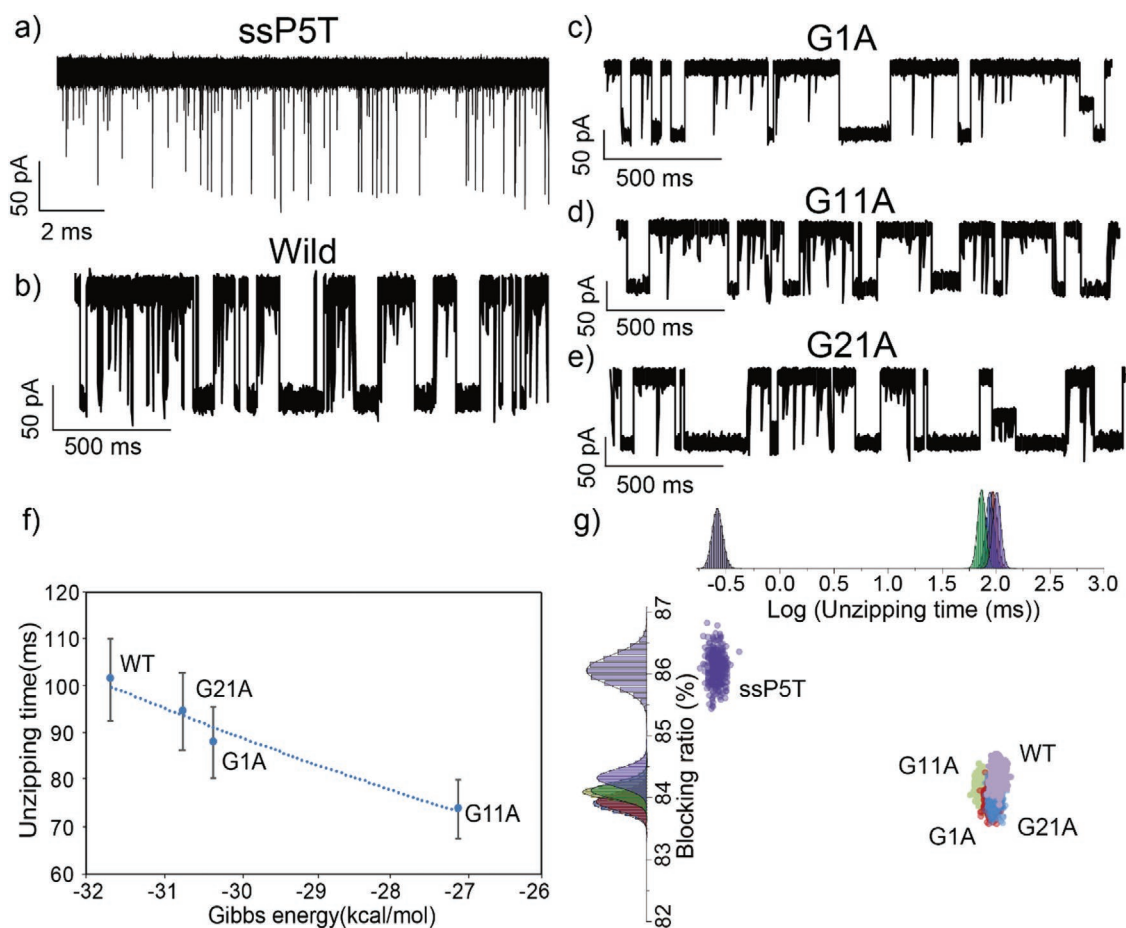 a)
ssP5T
50 pA
2 ms
b)
Wild
50 pA
500 ms
c)
G1A
50 pA
500 ms
d)
G11A
50 pA
500 ms
e)
G21A
50 pA
500 ms
f)
Unzipping time(ms)
120
110
100
90
80
70
60
WT
G21A
G1A
G11A
-32 -31 -30 -29 -28 -27 -26
Gibbs energy(kcal/mol)
g)
-0.5 0.0 0.5 1.0 1.5 2.0 2.5 3.0
Log (Unzipping time (ms))
Blocking ratio (%)
87
86
85
84
83
82
ssP5T
WT
G11A
G1A
G21A